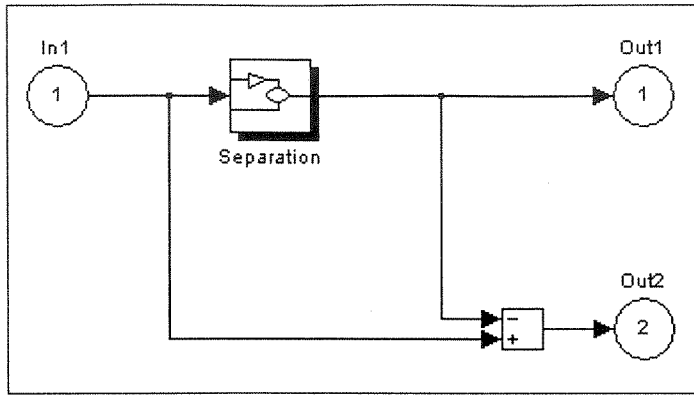 In1
1
Separation
Out1
1
−
+
Out2
2